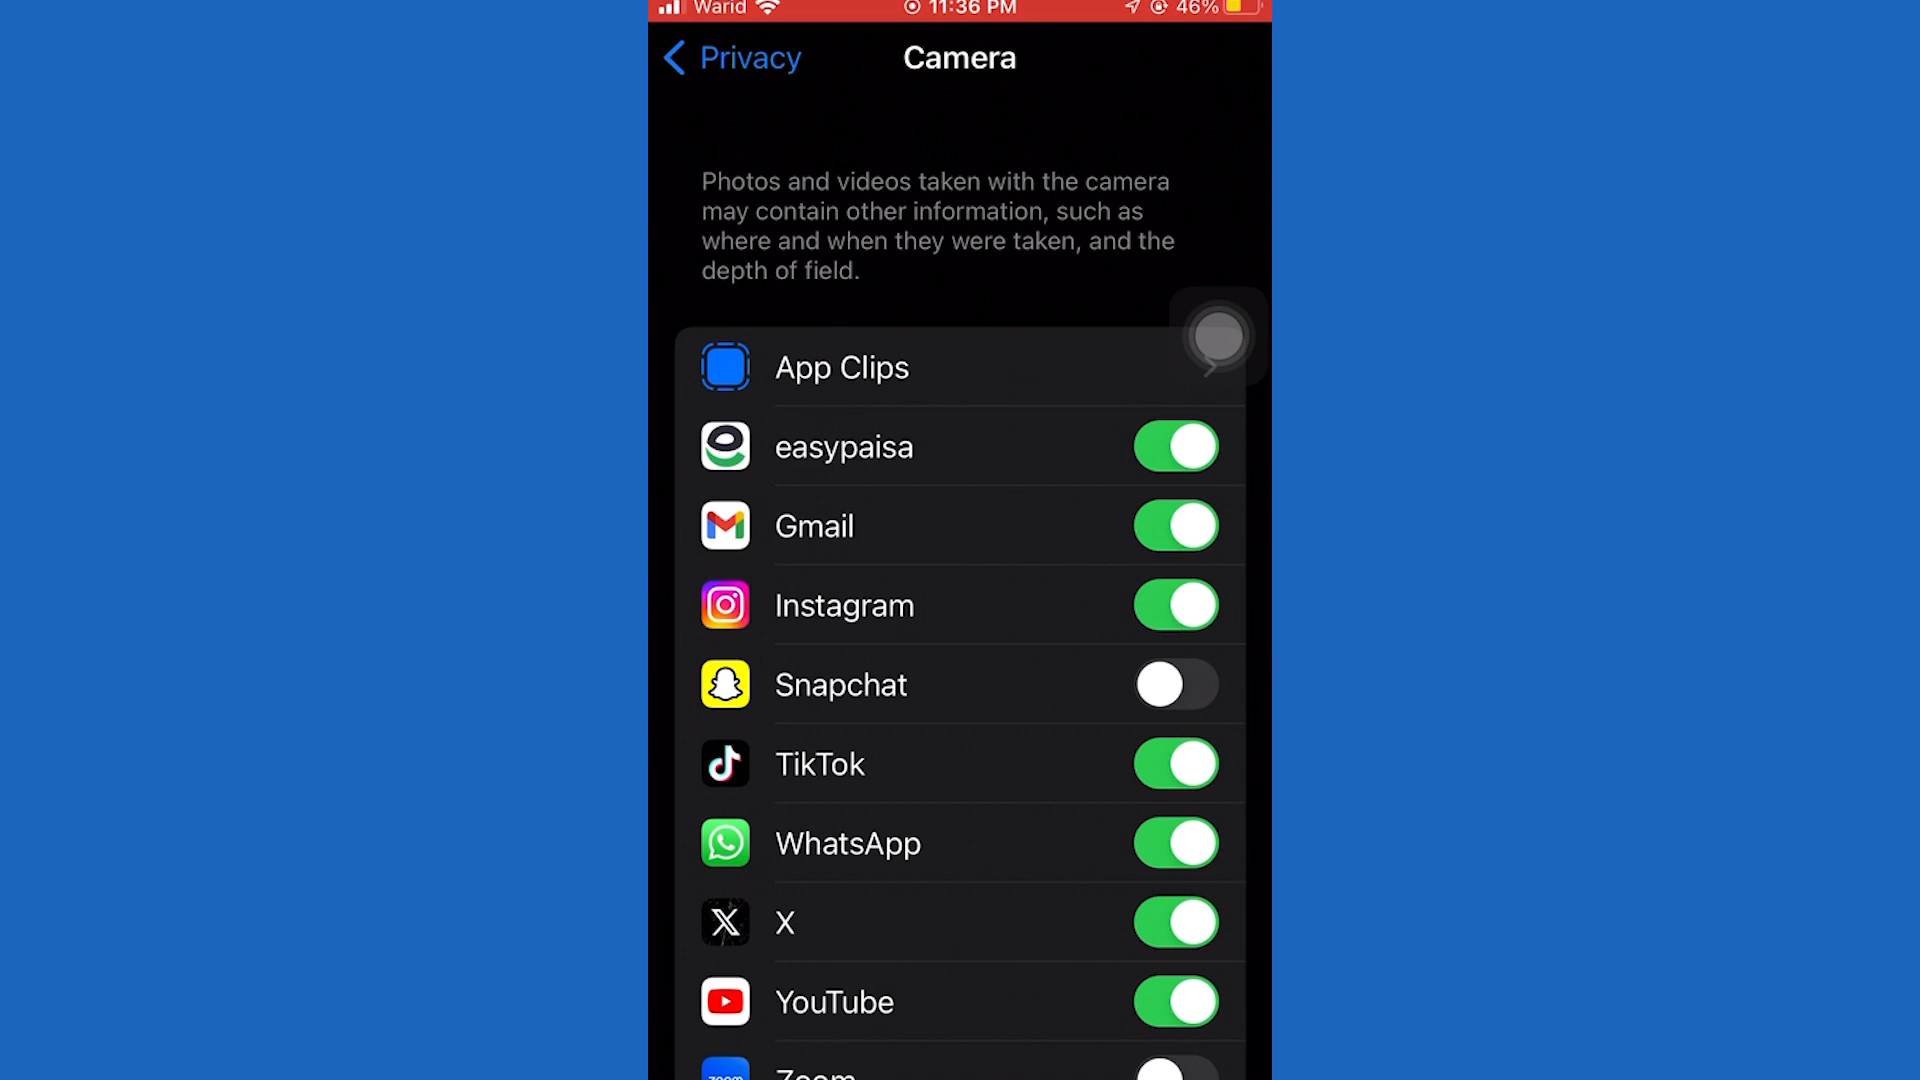 Warid 11:36 PM 46%
Privacy Camera
Photos and videos taken with the camera
may contain other information, such as
where and when they were taken, and the
depth of field.
App Clips
easypaisa
Gmail
Instagram
Snapchat
TikTok
WhatsApp
X
YouTube
zoom Zoom